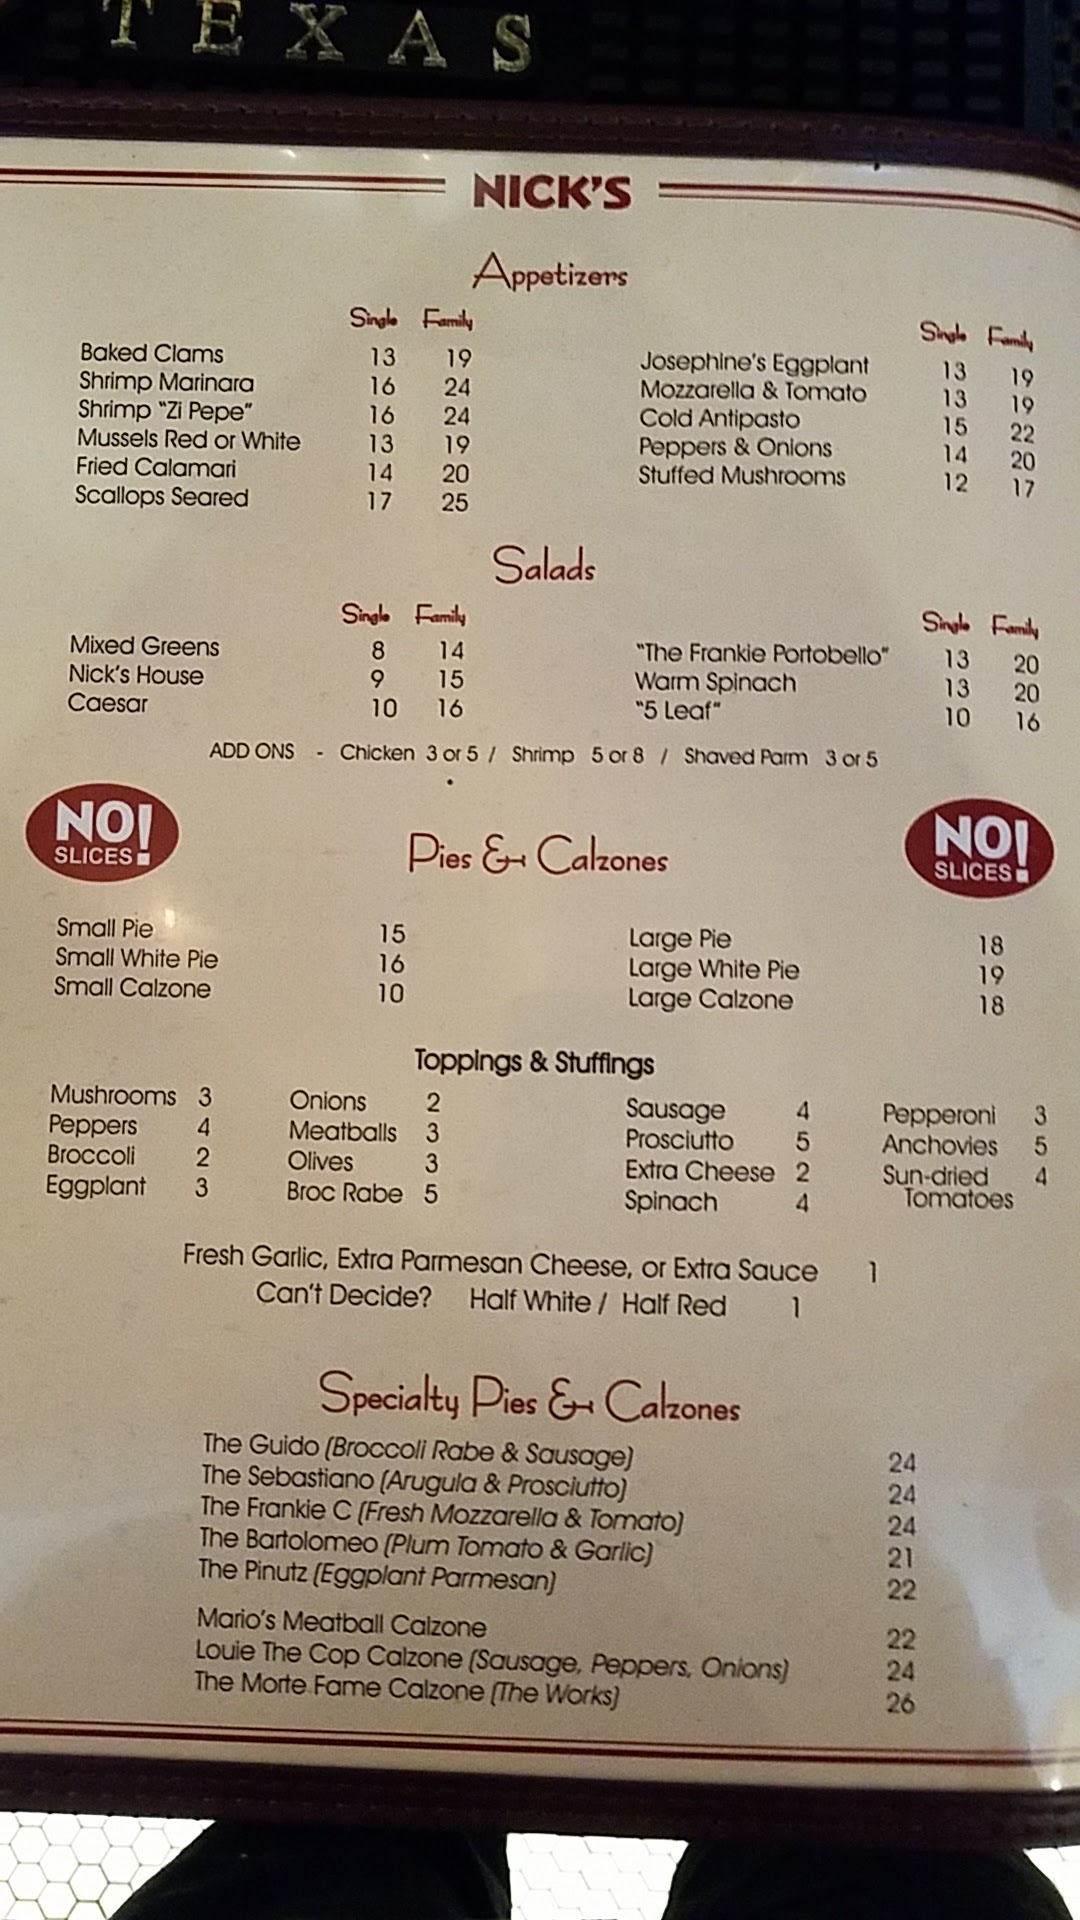 TEXAS
NICK'S
Appetizers
Single Family
Baked Clams 13 19
Shrimp Marinara 16 24
Shrimp "Zi Pepe" 16 24
Mussels Red or White 13 19
Fried Calamari 14 20
Scallops Seared 17 25
Single Family
Josephine's Eggplant 13 19
Mozzarella & Tomato 13 19
Cold Antipasto 15 22
Peppers & Onions 14 20
Stuffed Mushrooms 12 17
Salads
Single Family
Mixed Greens 8 14
Nick's House 9 15
Caesar 10 16
Single Family
"The Frankie Portobello" 13 20
Warm Spinach 13 20
"5 Leaf" 10 16
ADD ONS - Chicken 3 or 5 / Shrimp 5 or 8 / Shaved Parm 3 or 5
NO!
SLICES
Pies & Calzones
NO!
SLICES
Small Pie 15
Small White Pie 16
Small Calzone 10
Large Pie 18
Large White Pie 19
Large Calzone 18
Toppings & Stuffings
Mushrooms 3
Peppers 4
Broccoli 2
Eggplant 3
Onions 2
Meatballs 3
Olives 3
Broc Rabe 5
Sausage 4
Prosciutto 5
Extra Cheese 2
Spinach 4
Pepperoni 3
Anchovies 5
Sun-dried 4
Tomatoes
Fresh Garlic, Extra Parmesan Cheese, or Extra Sauce 1
Can't Decide? Half White / Half Red 1
Specialty Pies & Calzones
The Guido (Broccoli Rabe & Sausage) 24
The Sebastiano (Arugula & Prosciutto) 24
The Frankie C (Fresh Mozzarella & Tomato) 24
The Bartolomeo (Plum Tomato & Garlic) 21
The Pinutz (Eggplant Parmesan) 22
Mario's Meatball Calzone 22
Louie The Cop Calzone (Sausage, Peppers, Onions) 24
The Morte Fame Calzone (The Works) 26